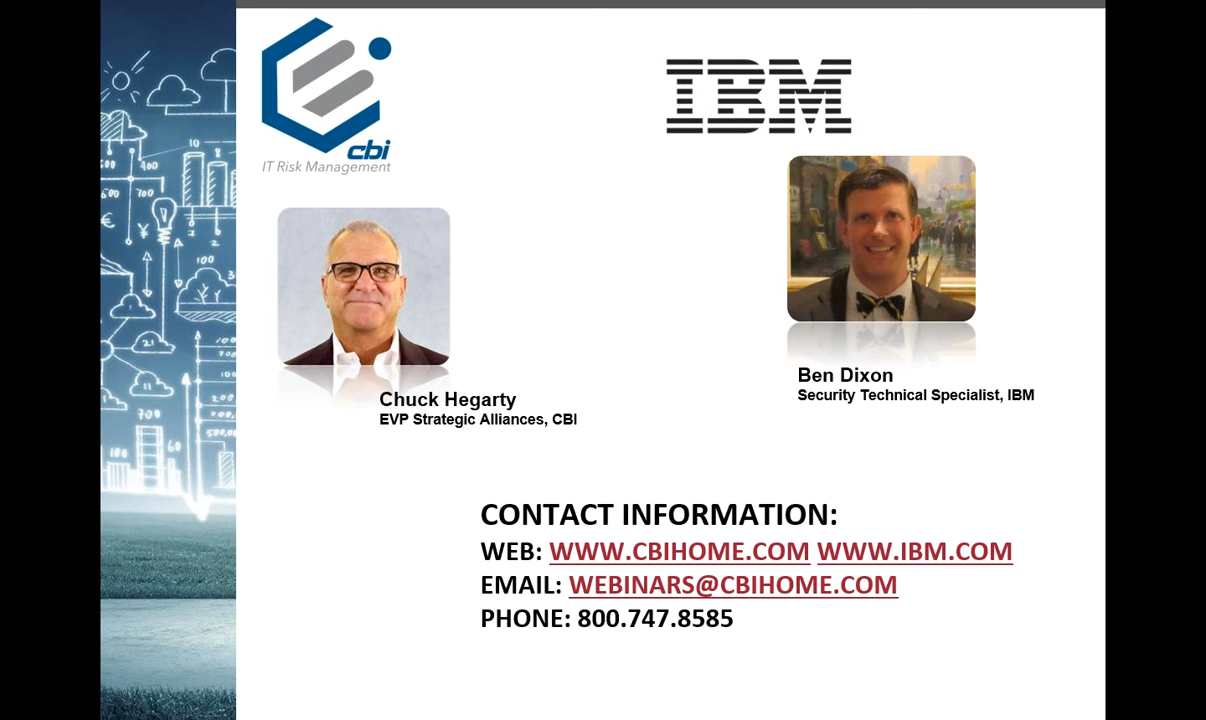 cbi
IT Risk Management
IBM
Chuck Hegarty
EVP Strategic Alliances, CBI
Ben Dixon
Security Technical Specialist, IBM
CONTACT INFORMATION:
WEB: WWW.CBIHOME.COM WWW.IBM.COM
EMAIL: WEBINARS@CBIHOME.COM
PHONE: 800.747.8585